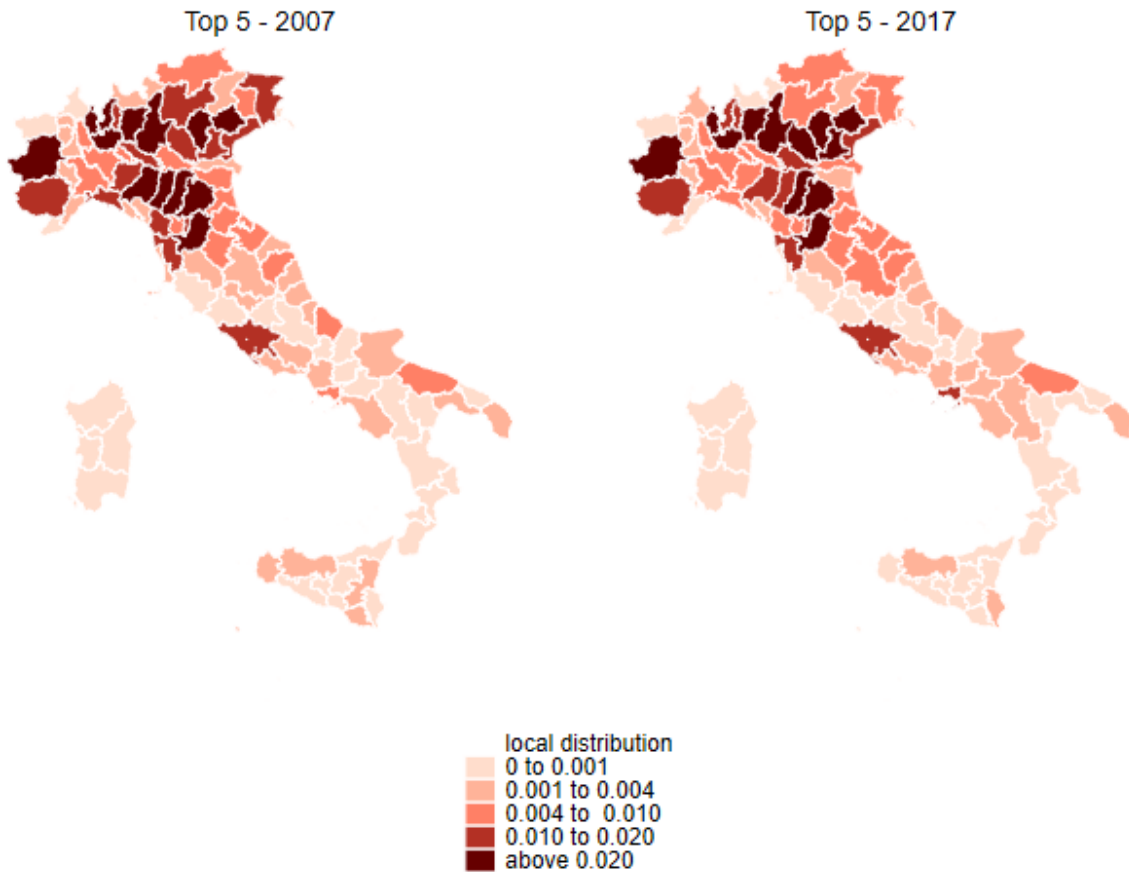 Top 5 - 2007
Top 5 - 2017
local distribution
0 to 0.001
0.001 to 0.004
0.004 to  0.010
0.010 to 0.020
above 0.020